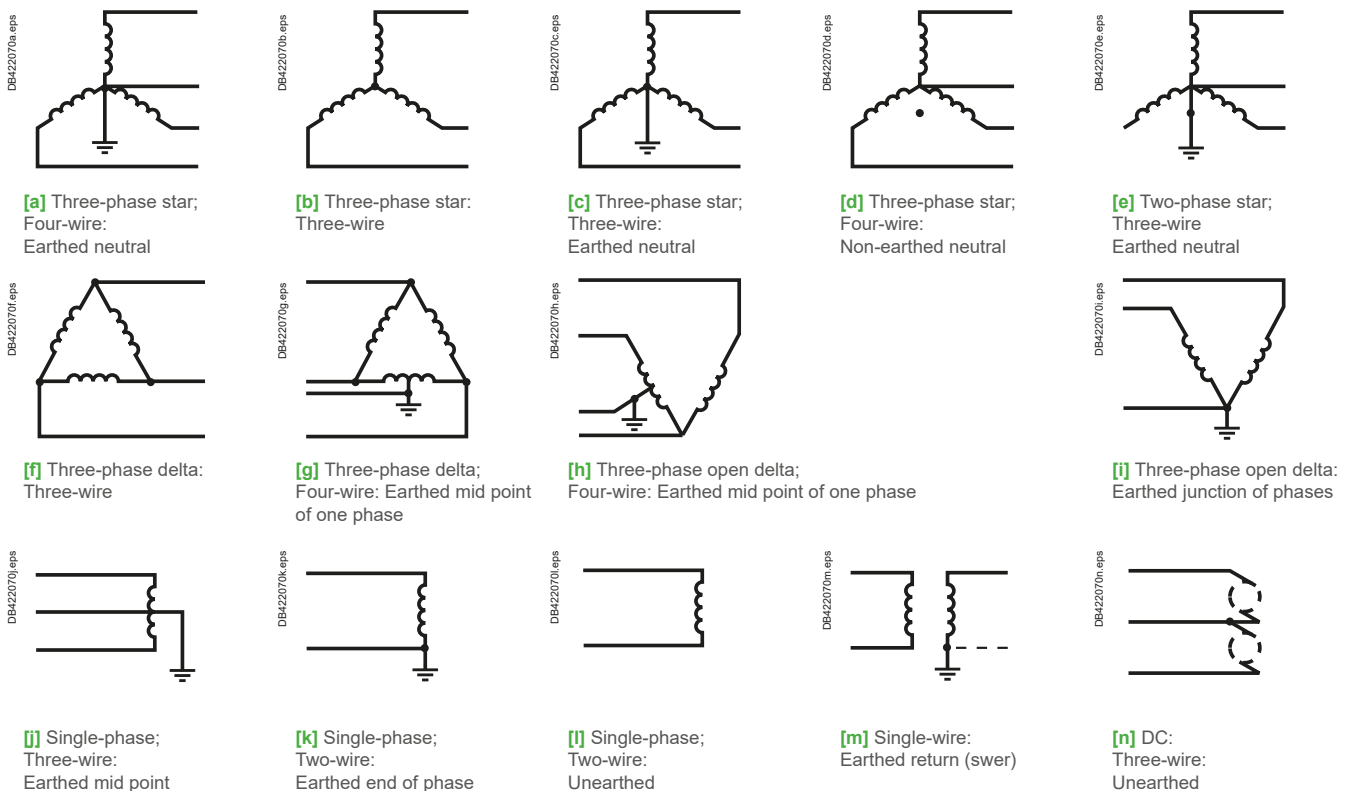 DB422070a.eps
DB422070b.eps
DB422070c.eps
DB422070d.eps
DB422070e.eps
[a] Three-phase star;
Four-wire:
Earthed neutral
[b] Three-phase star:
Three-wire
[c] Three-phase star;
Three-wire:
Earthed neutral
[d] Three-phase star;
Four-wire:
Non-earthed neutral
[e] Two-phase star;
Three-wire
Earthed neutral
DB422070f.eps
DB422070g.eps
DB422070h.eps
DB422070i.eps
[f] Three-phase delta:
Three-wire
[g] Three-phase delta;
Four-wire: Earthed mid point
of one phase
[h] Three-phase open delta;
Four-wire: Earthed mid point of one phase
[i] Three-phase open delta:
Earthed junction of phases
DB422070j.eps
DB422070k.eps
DB422070l.eps
DB422070m.eps
DB422070n.eps
[j] Single-phase;
Three-wire:
Earthed mid point
[k] Single-phase;
Two-wire:
Earthed end of phase
[l] Single-phase;
Two-wire:
Unearthed
[m] Single-wire:
Earthed return (swer)
[n] DC:
Three-wire:
Unearthed